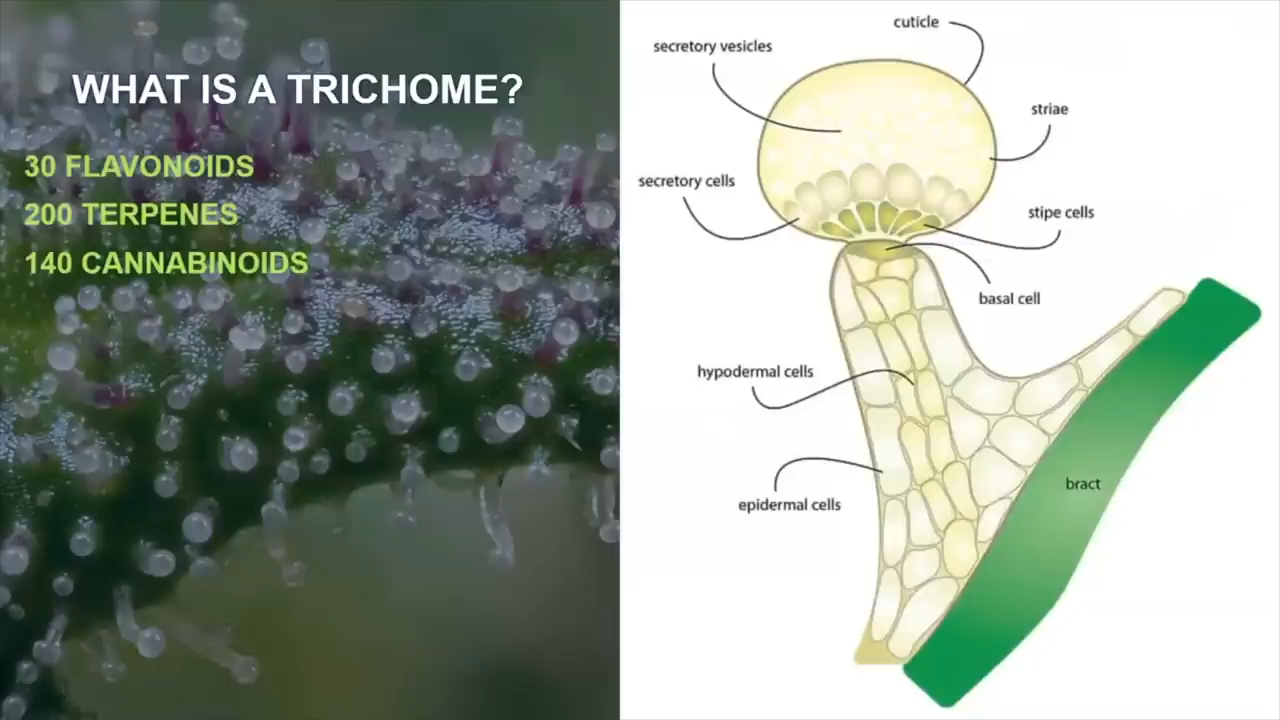 WHAT IS A TRICHOME?
30 FLAVONOIDS
200 TERPENES
140 CANNABINOIDS
cuticle
secretory vesicles
striae
secretory cells
stipe cells
basal cell
hypodermal cells
bract
epidermal cells